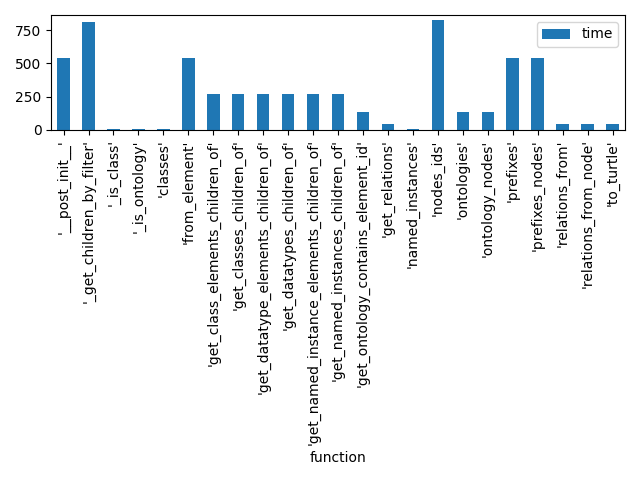 750
500
250
0
time
'__post_init__'
'_get_children_by_filter'
'_is_class'
'_is_ontology'
'classes'
'from_element'
'get_class_elements_children_of'
'get_classes_children_of'
'get_datatype_elements_children_of'
'get_datatypes_children_of'
'get_named_instance_elements_children_of'
'get_named_instances_children_of'
'get_ontology_contains_element_id'
'get_relations'
'named_instances'
'nodes_ids'
'ontologies'
'ontology_nodes'
'prefixes'
'prefixes_nodes'
'relations_from'
'relations_from_node'
'to_turtle'
function